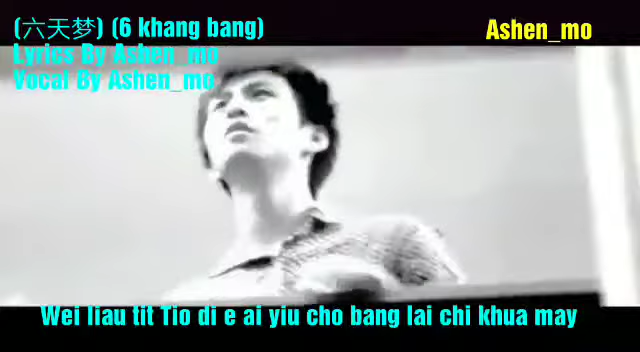 (六天梦) (6 khang bang)
Ashen_mo
Lyrics By Ashen_mo
Vocal By Ashen_mo
Wei liau tit Tio di e ai yiu cho bang lai chi khua may